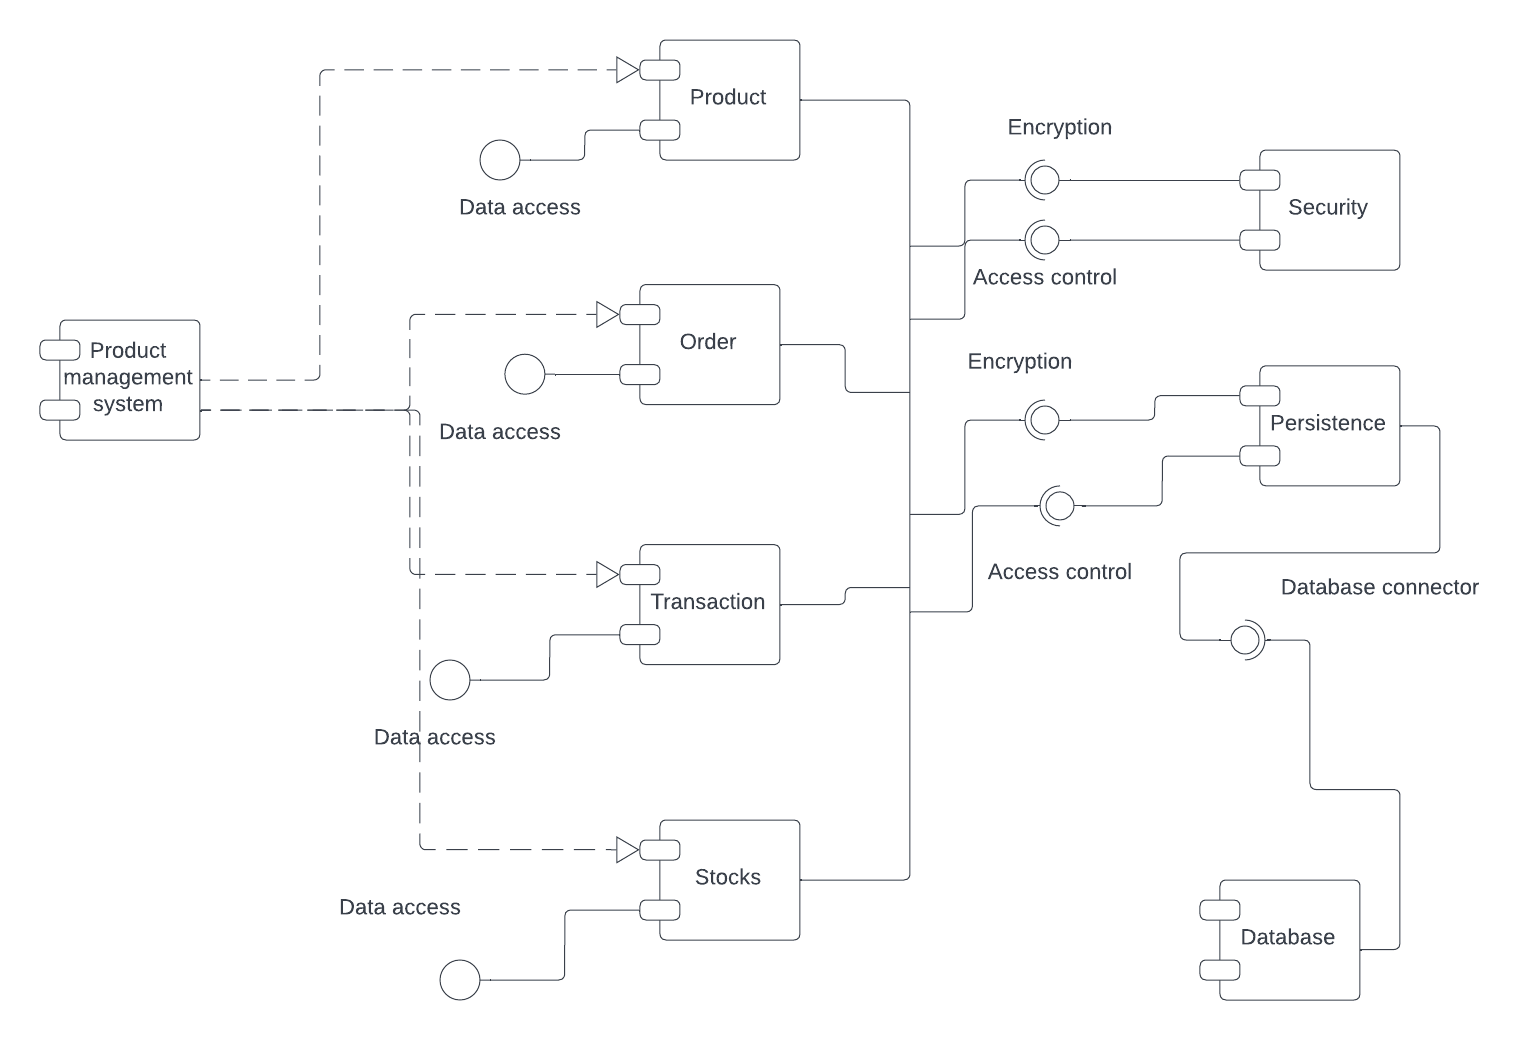 Product
Encryption
Data access
Security
Access control
Order
Product
management
system
Encryption
Data access
Persistence
Access control
Database connector
Transaction
Data access
Stocks
Data access
Database